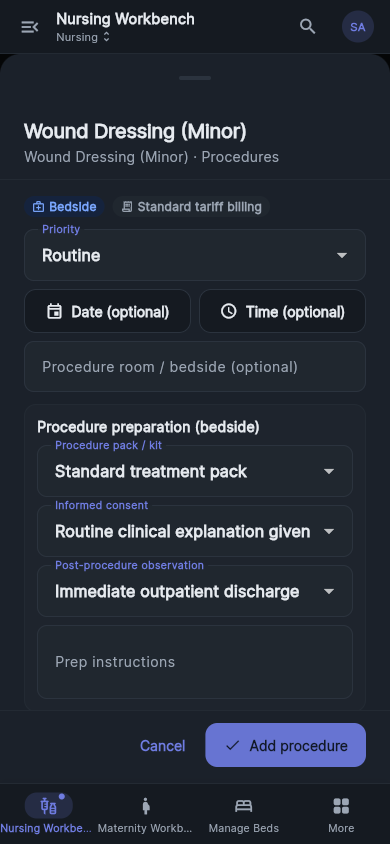 Nursing Workbench
Nursing
SA
Wound Dressing (Minor)
Wound Dressing (Minor) · Procedures
Bedside
Standard tariff billing
Priority
Routine
Date (optional)
Time (optional)
Procedure room / bedside (optional)
Procedure preparation (bedside)
Procedure pack / kit
Standard treatment pack
Informed consent
Routine clinical explanation given
Post-procedure observation
Immediate outpatient discharge
Prep instructions
Cancel
Add procedure
Nursing Workbe...
Maternity Workb...
Manage Beds
More